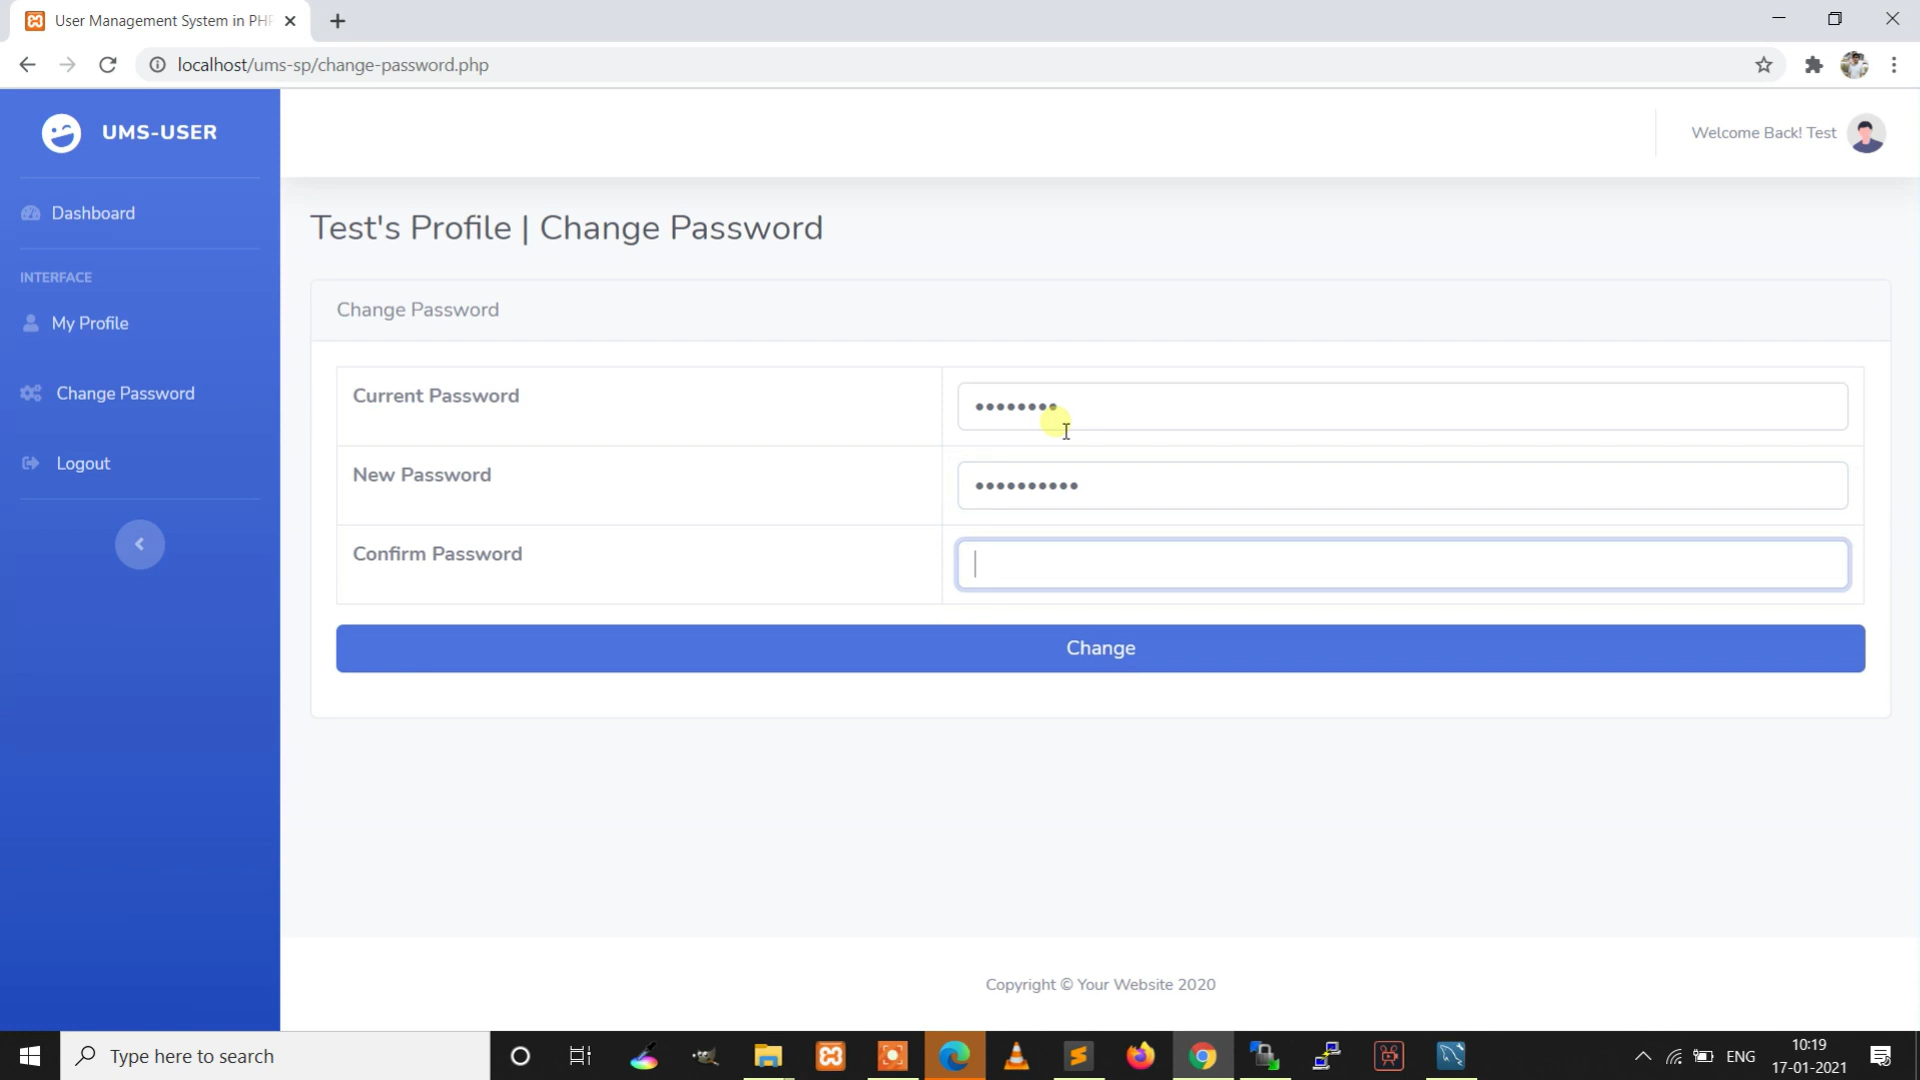 User Management System in PHP
localhost/ums-sp/change-password.php
UMS-USER
Welcome Back! Test
Dashboard
INTERFACE
My Profile
Change Password
Logout
Test's Profile | Change Password
Change Password
Current Password
••••••••
New Password
••••••••••
Confirm Password
Change
Copyright © Your Website 2020
Type here to search
ENG
10:19
17-01-2021